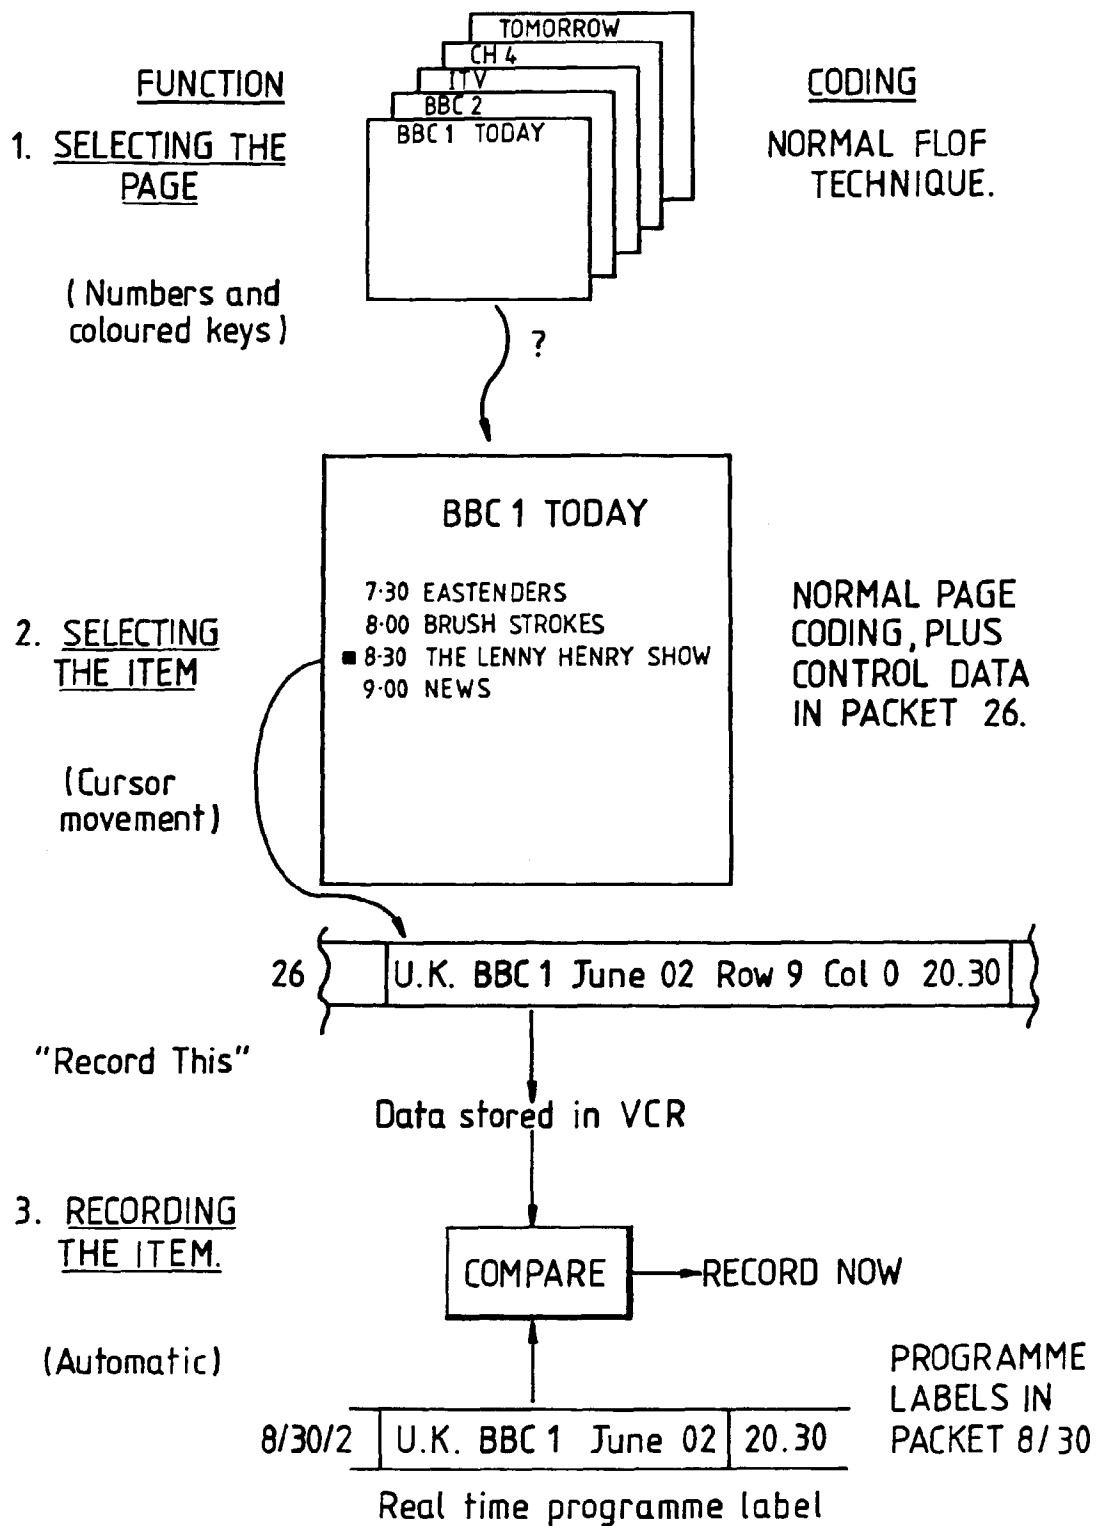 TOMORROW
CH 4
ITV
BBC 2
BBC 1 TODAY
FUNCTION
CODING
1. SELECTING THE
PAGE
NORMAL FLOF
TECHNIQUE.
(Numbers and
coloured keys)
?
BBC 1 TODAY
7·30 EASTENDERS
8·00 BRUSH STROKES
8·30 THE LENNY HENRY SHOW
9·00 NEWS
2. SELECTING
THE ITEM
NORMAL PAGE
CODING, PLUS
CONTROL DATA
IN PACKET 26.
(Cursor
movement)
26 U.K. BBC 1 June 02 Row 9 Col 0 20.30
"Record This"
Data stored in VCR
3. RECORDING
THE ITEM.
COMPARE
RECORD NOW
(Automatic)
PROGRAMME
LABELS IN
PACKET 8/30
8/30/2 U.K. BBC 1 June 02 20.30
Real time programme label